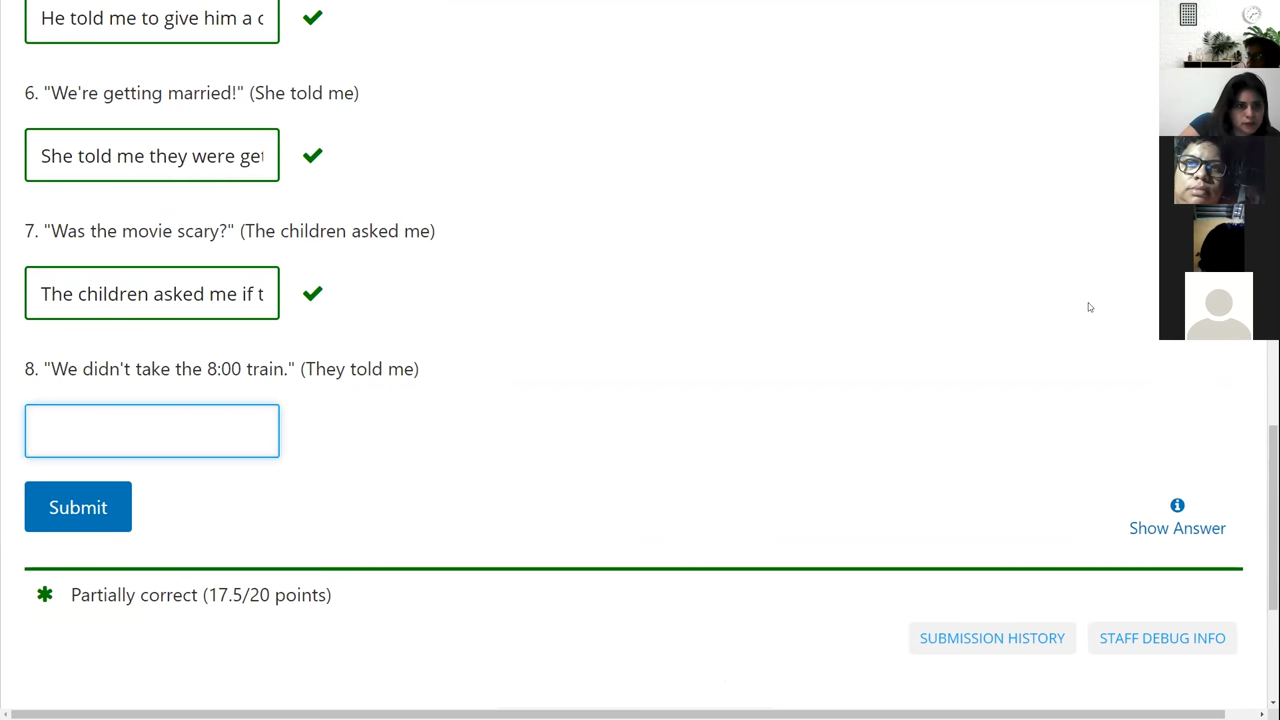 He told me to give him a c
6. "We're getting married!" (She told me)
She told me they were get
7. "Was the movie scary?" (The children asked me)
The children asked me if t
8. "We didn't take the 8:00 train." (They told me)
Submit
Show Answer
Partially correct (17.5/20 points)
SUBMISSION HISTORY
STAFF DEBUG INFO